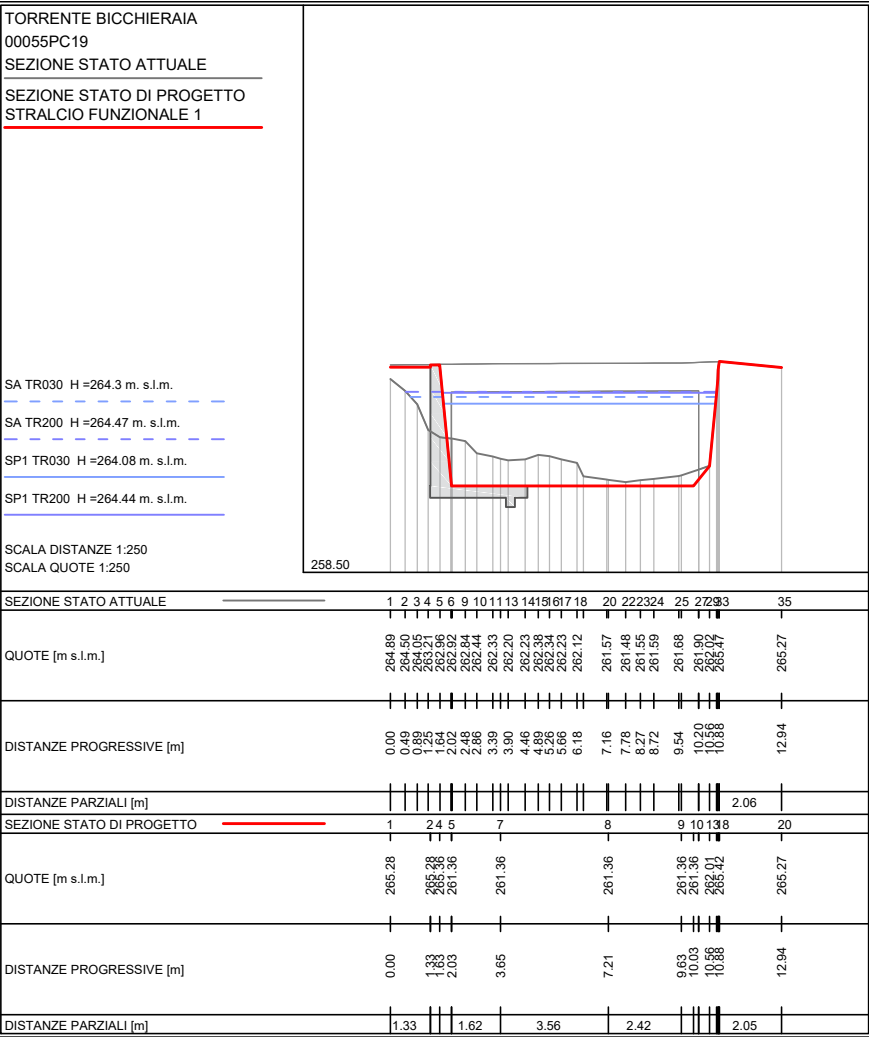 TORRENTE BICCHIERAIA
00055PC19
SEZIONE STATO ATTUALE
SEZIONE STATO DI PROGETTO
STRALCIO FUNZIONALE 1
SA TR030 H =264.3 m. s.l.m.
SA TR200 H =264.47 m. s.l.m.
SP1 TR030 H =264.08 m. s.l.m.
SP1 TR200 H =264.44 m. s.l.m.
SCALA DISTANZE 1:250
SCALA QUOTE 1:250
258.50
SEZIONE STATO ATTUALE 1 2 3 4 5 6 9 10 11 13 14 15 16 17 18 20 22 23 24 25 27 29 33 35
QUOTE [m s.l.m.] 264.89 264.50 264.05 263.21 262.96 262.92 262.84 262.44 262.33 262.20 262.23 262.38 262.34 262.23 262.12 261.57 261.48 261.55 261.59 261.68 261.90 262.02 265.47 265.27
DISTANZE PROGRESSIVE [m] 0.00 0.49 0.89 1.25 1.64 2.02 2.48 2.86 3.39 3.90 4.46 4.89 5.26 5.66 6.18 7.16 7.78 8.27 8.72 9.54 10.20 10.56 10.88 12.94
DISTANZE PARZIALI [m] 2.06
SEZIONE STATO DI PROGETTO 1 2 4 5 7 8 9 10 13 18 20
QUOTE [m s.l.m.] 265.28 265.28 265.36 261.36 261.36 261.36 261.36 261.36 262.01 265.42 265.27
DISTANZE PROGRESSIVE [m] 0.00 1.33 1.63 2.03 3.65 7.21 9.63 10.03 10.56 10.88 12.94
DISTANZE PARZIALI [m] 1.33 1.62 3.56 2.42 2.05